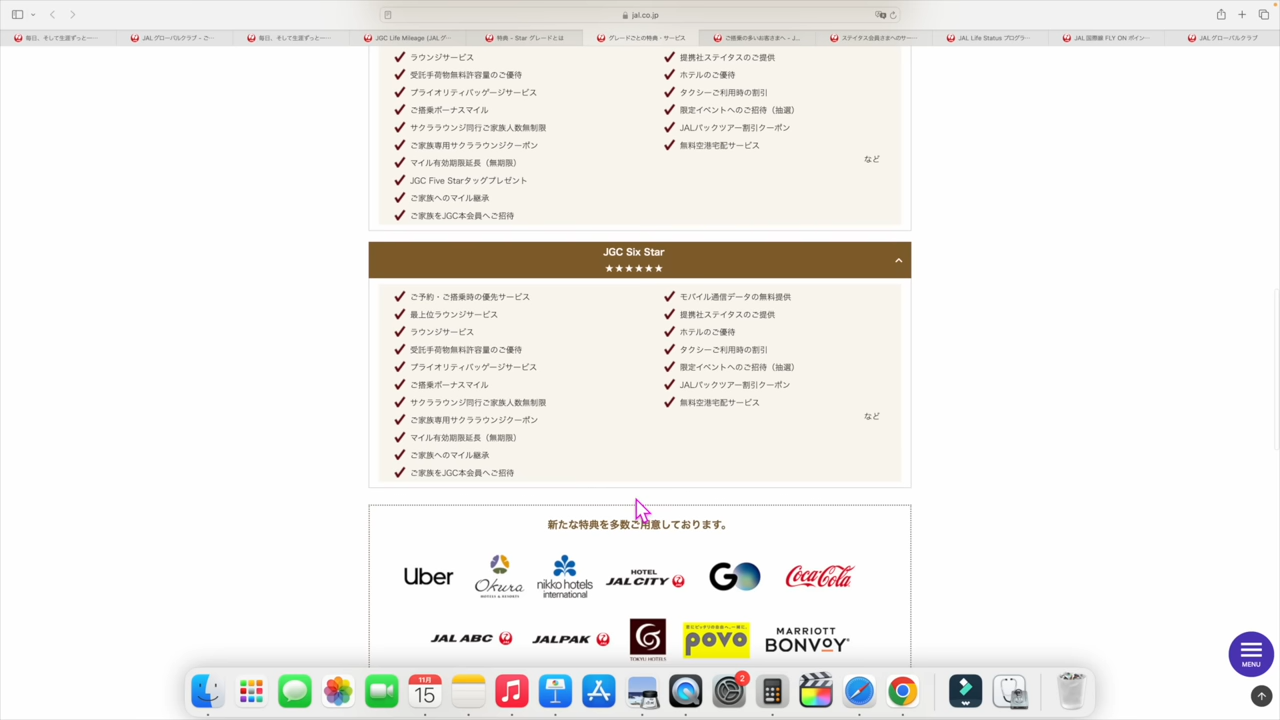 jal.co.jp
毎日、そして生涯ずっと…
JALグローバルクラブ - ご…
毎日、そして生涯ずっと…
JGC Life Mileage (JALグ…
特典 - Star グレードとは
グレードごとの特典・サービス
ご搭乗の多いお客さまへ - J…
ステイタス会員さまへのサー…
JAL Life Status プログラ…
JAL 国際線 FLY ON ポイン…
JAL グローバルクラブ
ラウンジサービス
受託手荷物無料許容量のご優待
プライオリティバッゲージサービス
ご搭乗ボーナスマイル
サクララウンジ同行ご家族人数無制限
ご家族専用サクララウンジクーポン
マイル有効期限延長（無期限）
JGC Five Starタッグプレゼント
ご家族へのマイル継承
ご家族をJGC本会員へご招待
提携社ステイタスのご提供
ホテルのご優待
タクシーご利用時の割引
限定イベントへのご招待（抽選）
JALパックツアー割引クーポン
無料空港宅配サービス
など
JGC Six Star
★★★★★★
ご予約・ご搭乗時の優先サービス
最上位ラウンジサービス
ラウンジサービス
受託手荷物無料許容量のご優待
プライオリティバッゲージサービス
ご搭乗ボーナスマイル
サクララウンジ同行ご家族人数無制限
ご家族専用サクララウンジクーポン
マイル有効期限延長（無期限）
ご家族へのマイル継承
ご家族をJGC本会員へご招待
モバイル通信データの無料提供
提携社ステイタスのご提供
ホテルのご優待
タクシーご利用時の割引
限定イベントへのご招待（抽選）
JALパックツアー割引クーポン
無料空港宅配サービス
など
新たな特典を多数ご用意しております。
Uber
Okura
HOTELS & RESORTS
nikko hotels
international
HOTEL
JAL CITY
GO
Coca-Cola
JAL ABC
JALPAK
TOKYU HOTELS
povo
MARRIOTT
BONVOY
MENU
11月
15
2